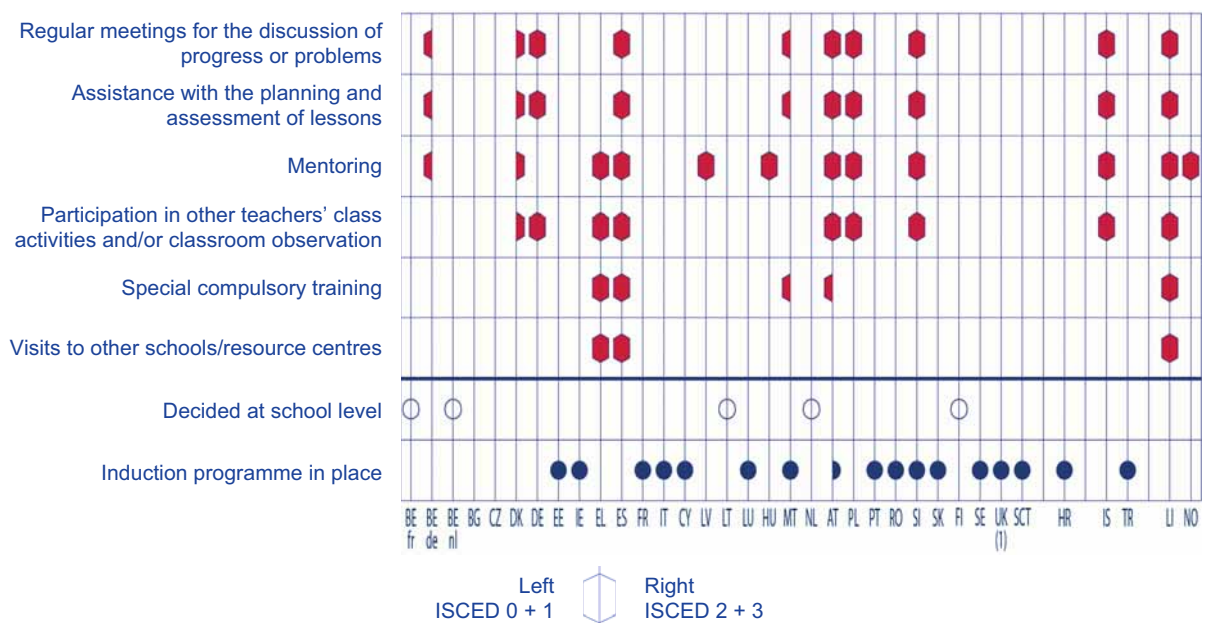 Regular meetings for the discussion of
progress or problems
Assistance with the planning and
assessment of lessons
Mentoring
Participation in other teachers’ class
activities and/or classroom observation
Special compulsory training
Visits to other schools/resource centres
Decided at school level
Induction programme in place
BE BE BE BG CZ DK DE EE IE EL ES FR IT CY LV LT LU HU MT NL AT PL PT RO SI SK FI SE UK SCT HR IS TR LI NO
fr de nl (1)
Left Right
ISCED 0 + 1 ISCED 2 + 3